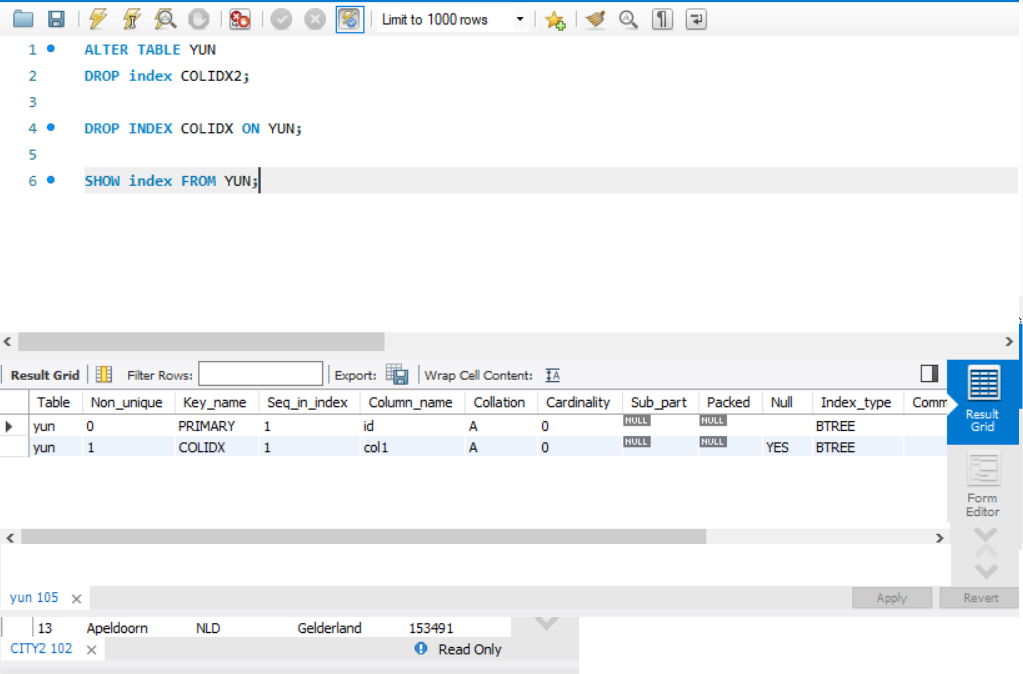 Limit to 1000 rows
1 ALTER TABLE YUN
2 DROP index COLIDX2;
3
4 DROP INDEX COLIDX ON YUN;
5
6 SHOW index FROM YUN;
Result Grid Filter Rows: Export: Wrap Cell Content: IA
Table Non_unique Key_name Seq_in_index Column_name Collation Cardinality Sub_part Packed Null Index_type Comm
yun 0 PRIMARY 1 id A 0 NULL NULL BTREE
yun 1 COLIDX 1 col1 A 0 NULL NULL YES BTREE
Result
Grid
Form
Editor
yun 105 Apply Revert
13 Apeldoorn NLD Gelderland 153491
CITY2 102 Read Only